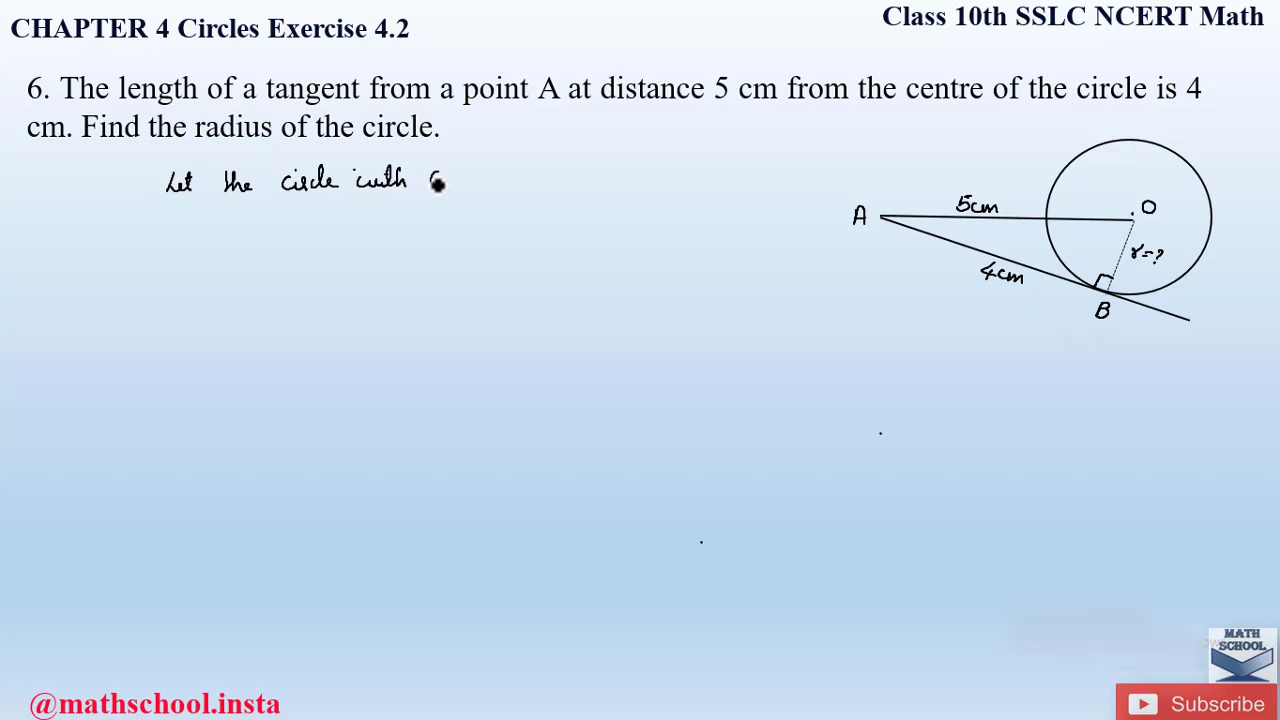 CHAPTER 4 Circles Exercise 4.2
Class 10th SSLC NCERT Math
6. The length of a tangent from a point A at distance 5 cm from the centre of the circle is 4
cm. Find the radius of the circle.
Let the circle with
A
5cm
O
r=?
4cm
B
MATH
SCHOOL
@mathschool.insta
Subscribe